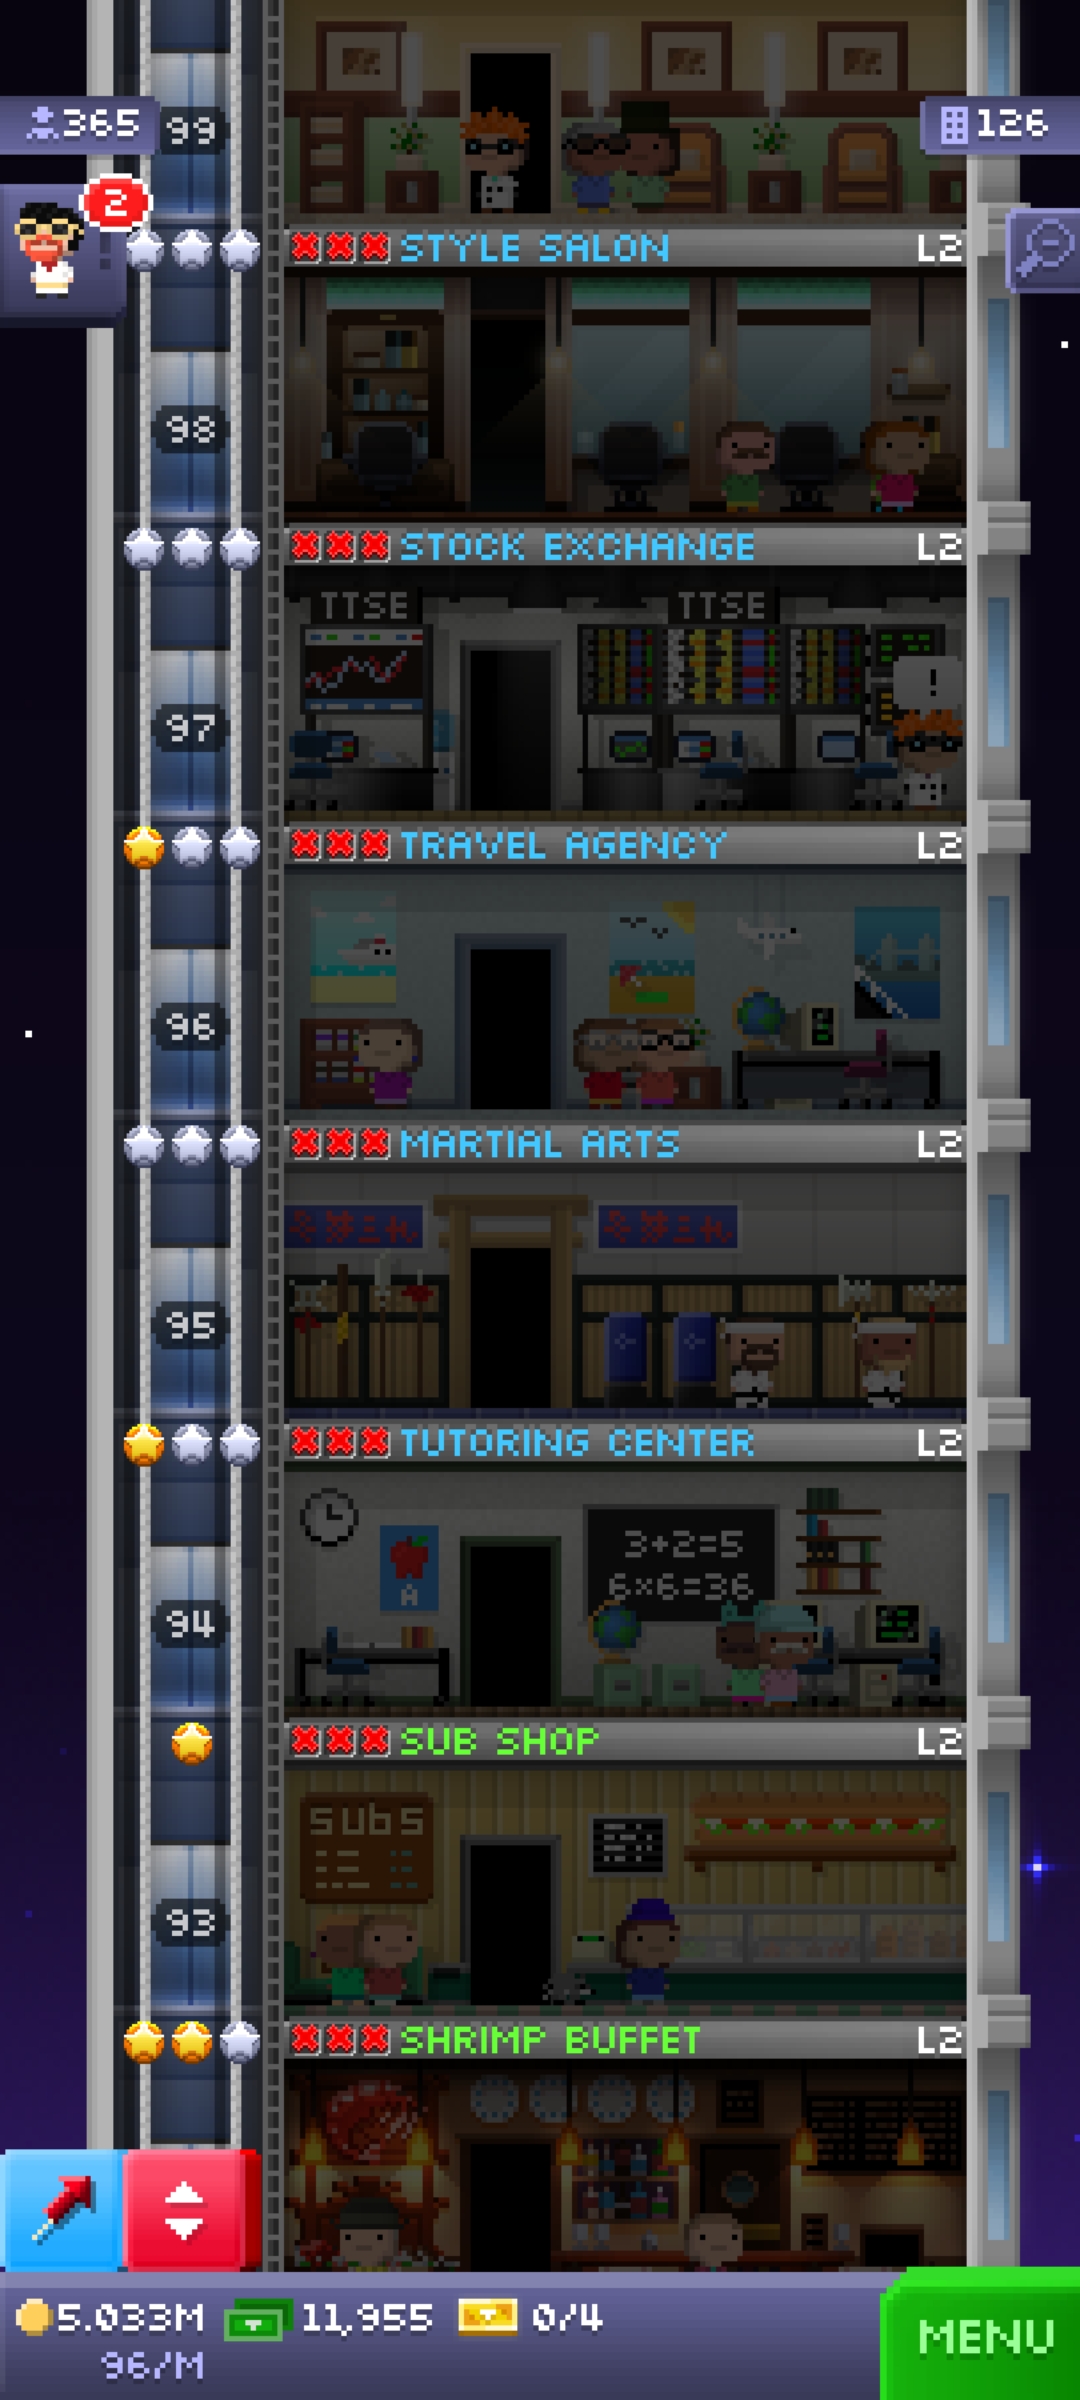 365
99
126
2
STYLE SALON L2
98
STOCK EXCHANGE L2
TTSE TTSE
!
97
TRAVEL AGENCY L2
96
MARTIAL ARTS L2
95
TUTORING CENTER L2
3+2=5
6×6=36
A
94
SUB SHOP L2
SUBS
93
SHRIMP BUFFET L2
5.033M 11,955 0/4
96/M
MENU